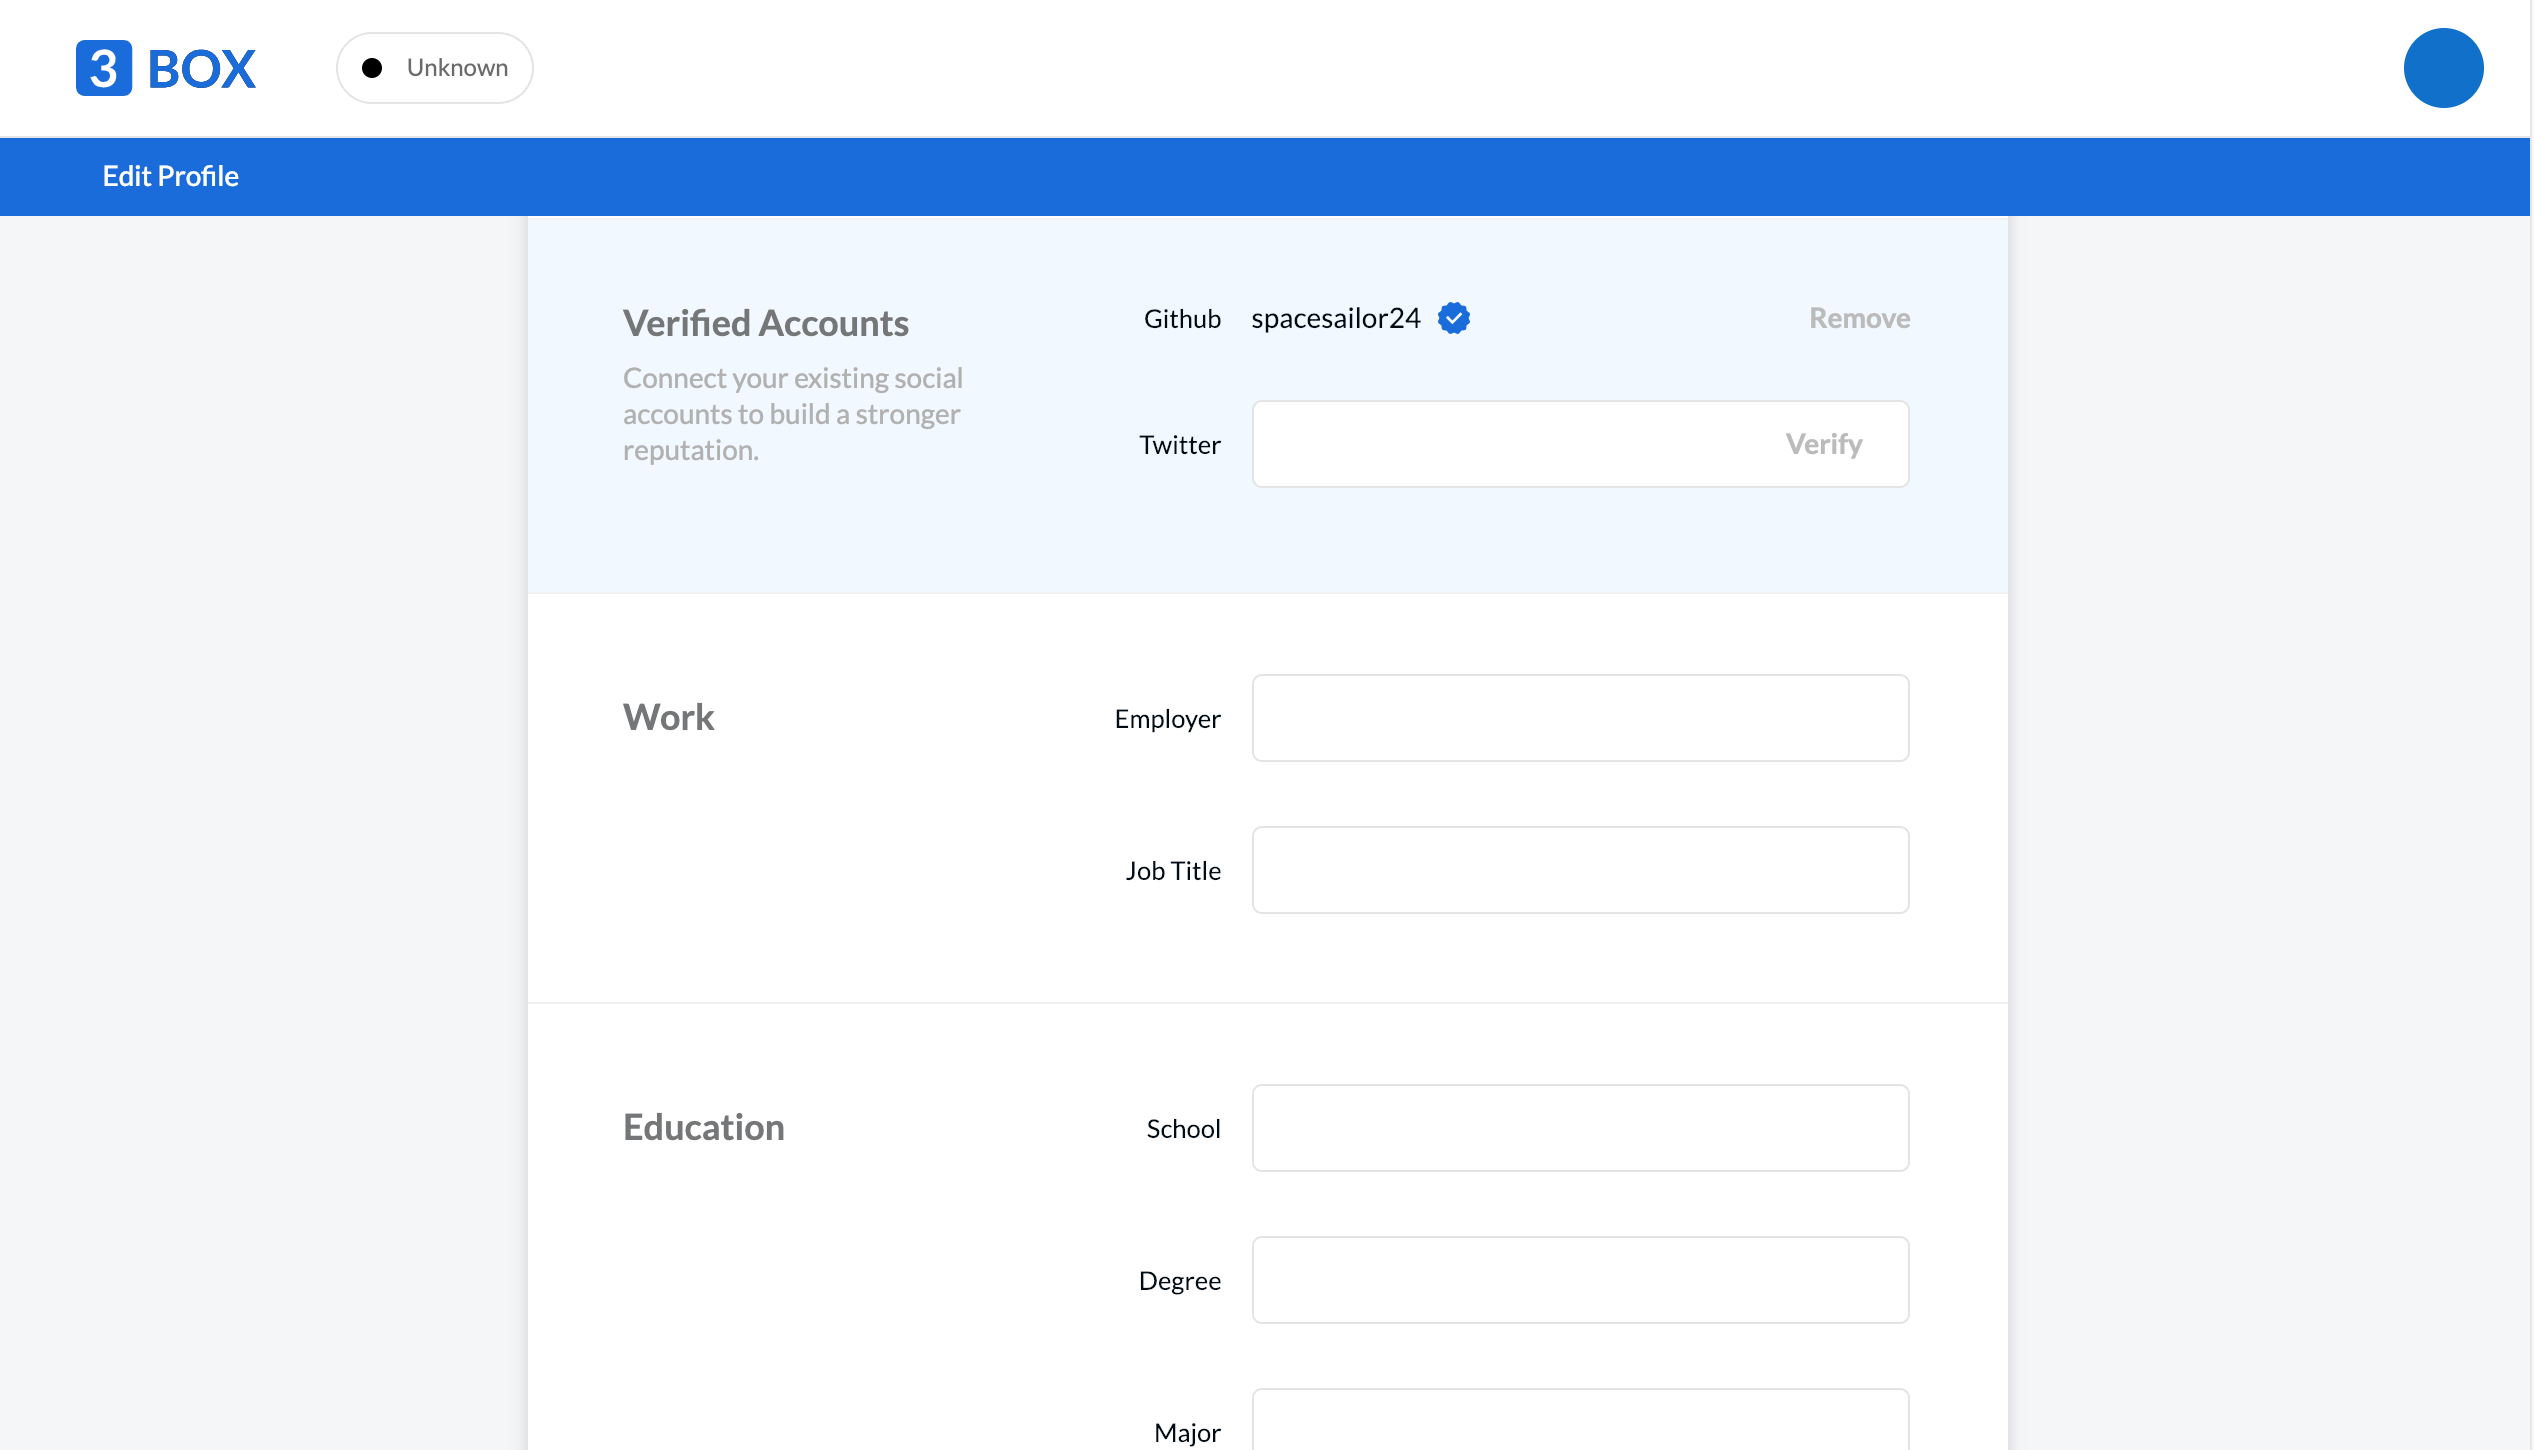 3 BOX
Unknown
Edit Profile
Verified Accounts
Connect your existing social
accounts to build a stronger
reputation.
Github
spacesailor24
Remove
Twitter
Verify
Work
Employer
Job Title
Education
School
Degree
Major